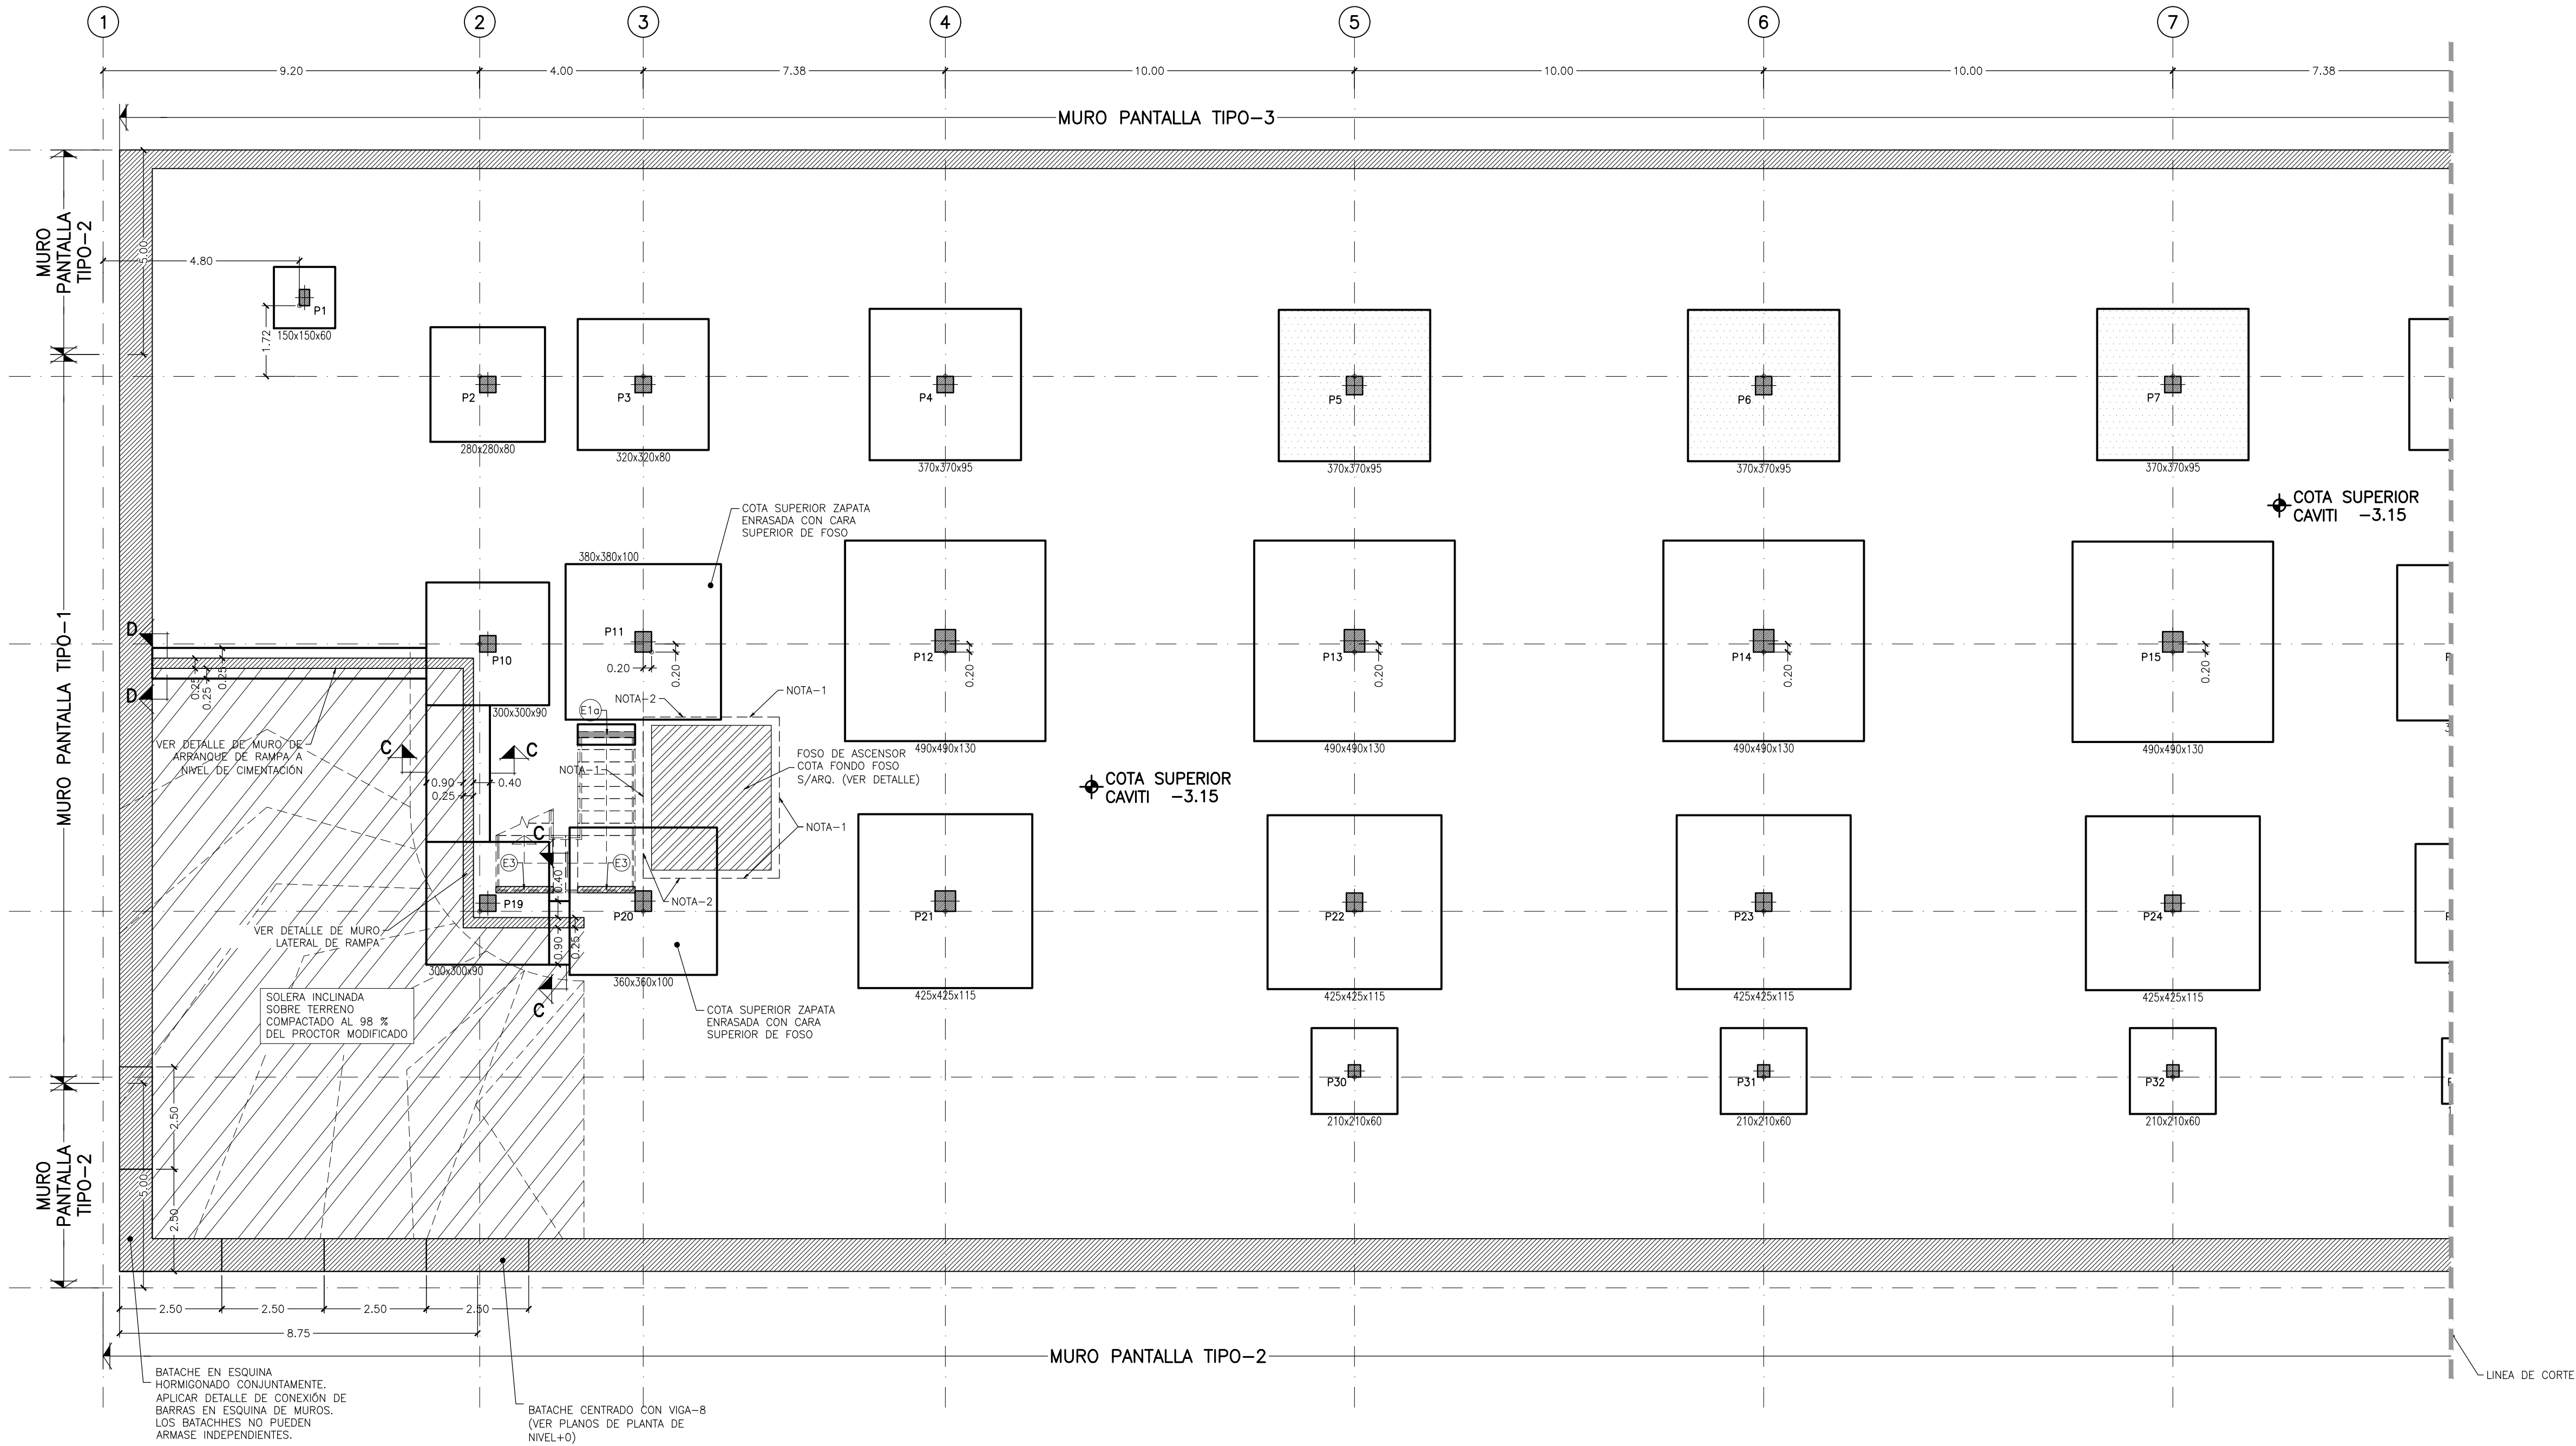 1
2
3
4
5
6
7
9.20
4.00
7.38
10.00
10.00
10.00
7.38
MURO PANTALLA TIPO-3
MURO
PANTALLA
TIPO-2
5.00
4.80
1.72
P1
150x150x60
P2
280x280x80
P3
320x320x80
P4
370x370x95
P5
370x370x95
P6
370x370x95
P7
370x370x95
COTA SUPERIOR
CAVITI -3.15
COTA SUPERIOR ZAPATA
ENRASADA CON CARA
SUPERIOR DE FOSO
380x380x100
MURO PANTALLA TIPO-1
D
D
0.25
0.25
0.25
P10
300x300x90
P11
0.20
0.20
P12
0.20
490x490x130
P13
0.20
490x490x130
P14
0.20
490x490x130
P15
0.20
490x490x130
NOTA-2
NOTA-1
E1a
VER DETALLE DE MURO DE
ARRANQUE DE RAMPA A
NIVEL DE CIMENTACIÓN
C
C
0.90
0.40
0.25
NOTA-1
FOSO DE ASCENSOR
COTA FONDO FOSO
S/ARQ. (VER DETALLE)
COTA SUPERIOR
CAVITI -3.15
NOTA-1
C
E3
E3
0.40
NOTA-2
P19
P20
P21
P22
P23
P24
VER DETALLE DE MURO
LATERAL DE RAMPA
0.90
0.25
300x300x90
360x360x100
425x425x115
425x425x115
425x425x115
425x425x115
C
SOLERA INCLINADA
SOBRE TERRENO
COMPACTADO AL 98 %
DEL PROCTOR MODIFICADO
COTA SUPERIOR ZAPATA
ENRASADA CON CARA
SUPERIOR DE FOSO
P30
210x210x60
P31
210x210x60
P32
210x210x60
MURO
PANTALLA
TIPO-2
2.50
5.00
2.50
2.50
2.50
2.50
2.50
8.75
MURO PANTALLA TIPO-2
LINEA DE CORTE
BATACHE EN ESQUINA
HORMIGONADO CONJUNTAMENTE.
APLICAR DETALLE DE CONEXIÓN DE
BARRAS EN ESQUINA DE MUROS.
LOS BATACHHES NO PUEDEN
ARMASE INDEPENDIENTES.
BATACHE CENTRADO CON VIGA-8
(VER PLANOS DE PLANTA DE
NIVEL+0)